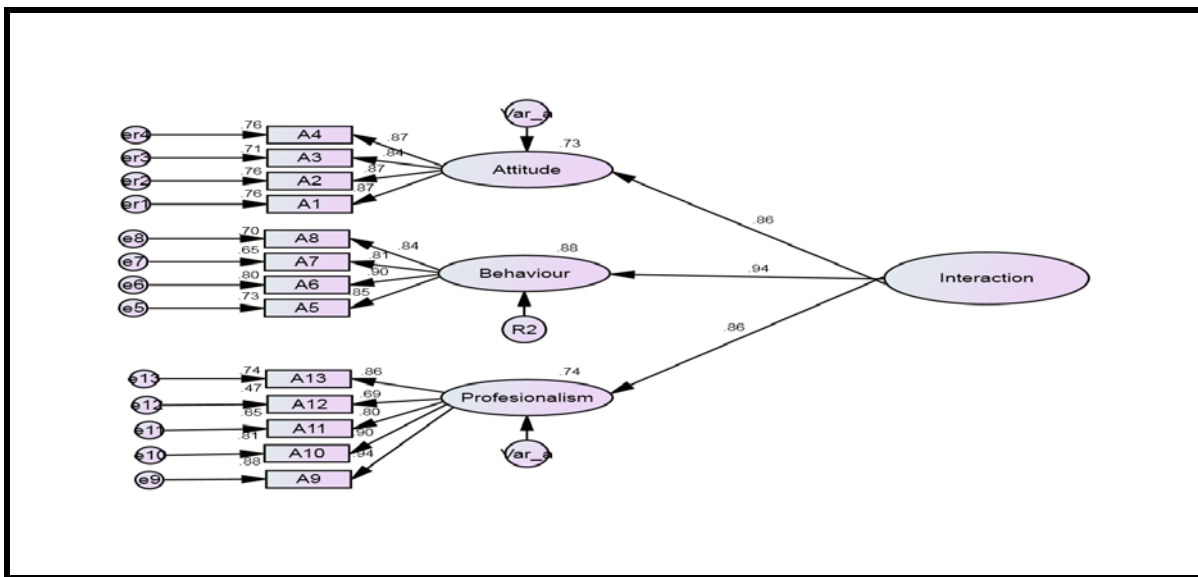 Var_a
er4
.76
A4
.87
.73
er3
.71
A3
.84
Attitude
er2
.76
A2
.87
er1
.76
A1
.87
.86
e8
.70
A8
.84
.88
e7
.65
A7
.81
Behaviour
.94
Interaction
e6
.80
A6
.90
e5
.73
A5
.85
R2
.86
e13
.74
A13
.86
.74
e12
.47
A12
.69
Profesionalism
e11
.65
A11
.80
e10
.81
A10
.90
Var_a
e9
.88
A9
.94